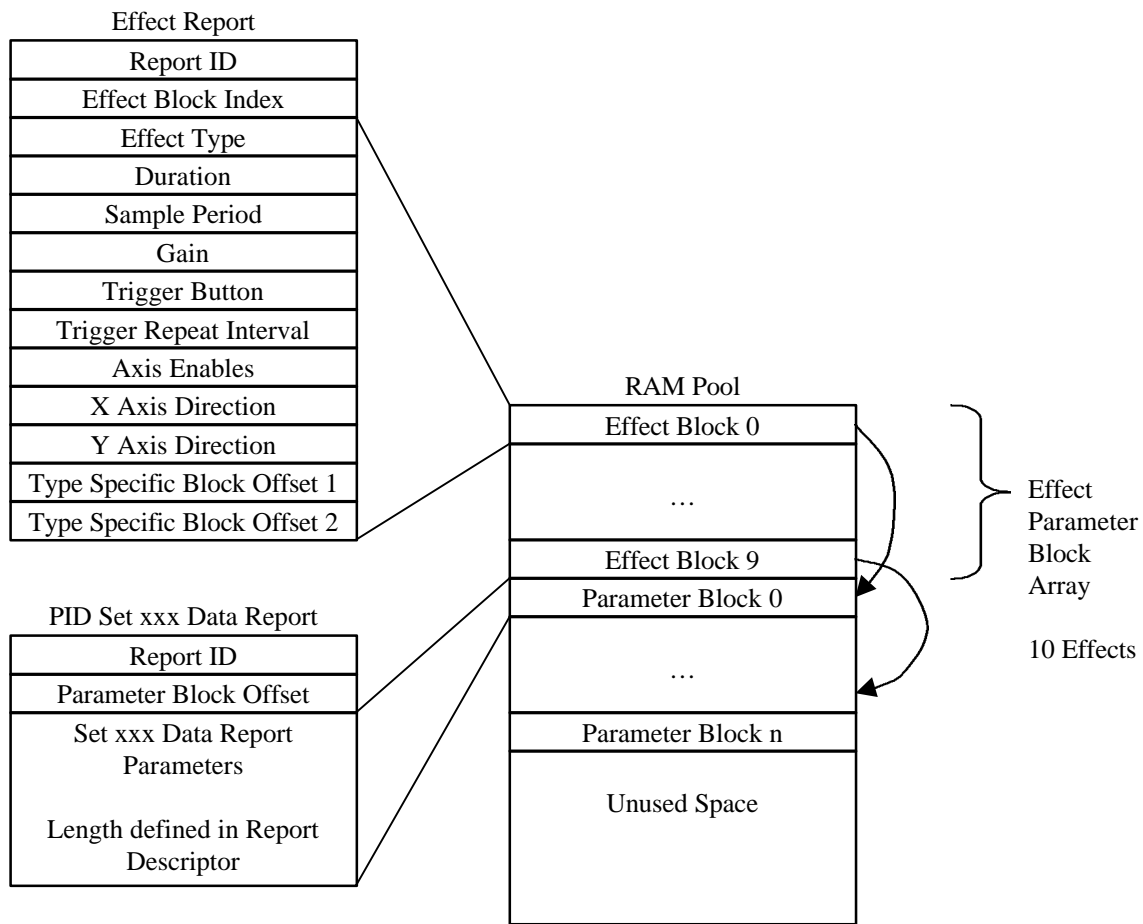 Effect Report
Report ID
Effect Block Index
Effect Type
Duration
Sample Period
Gain
Trigger Button
Trigger Repeat Interval
Axis Enables
X Axis Direction
Y Axis Direction
Type Specific Block Offset 1
Type Specific Block Offset 2
PID Set xxx Data Report
Report ID
Parameter Block Offset
Set xxx Data Report
Parameters
Length defined in Report
Descriptor
RAM Pool
Effect Block 0
…
Effect Block 9
Parameter Block 0
…
Parameter Block n
Unused Space
Effect
Parameter
Block
Array
10 Effects